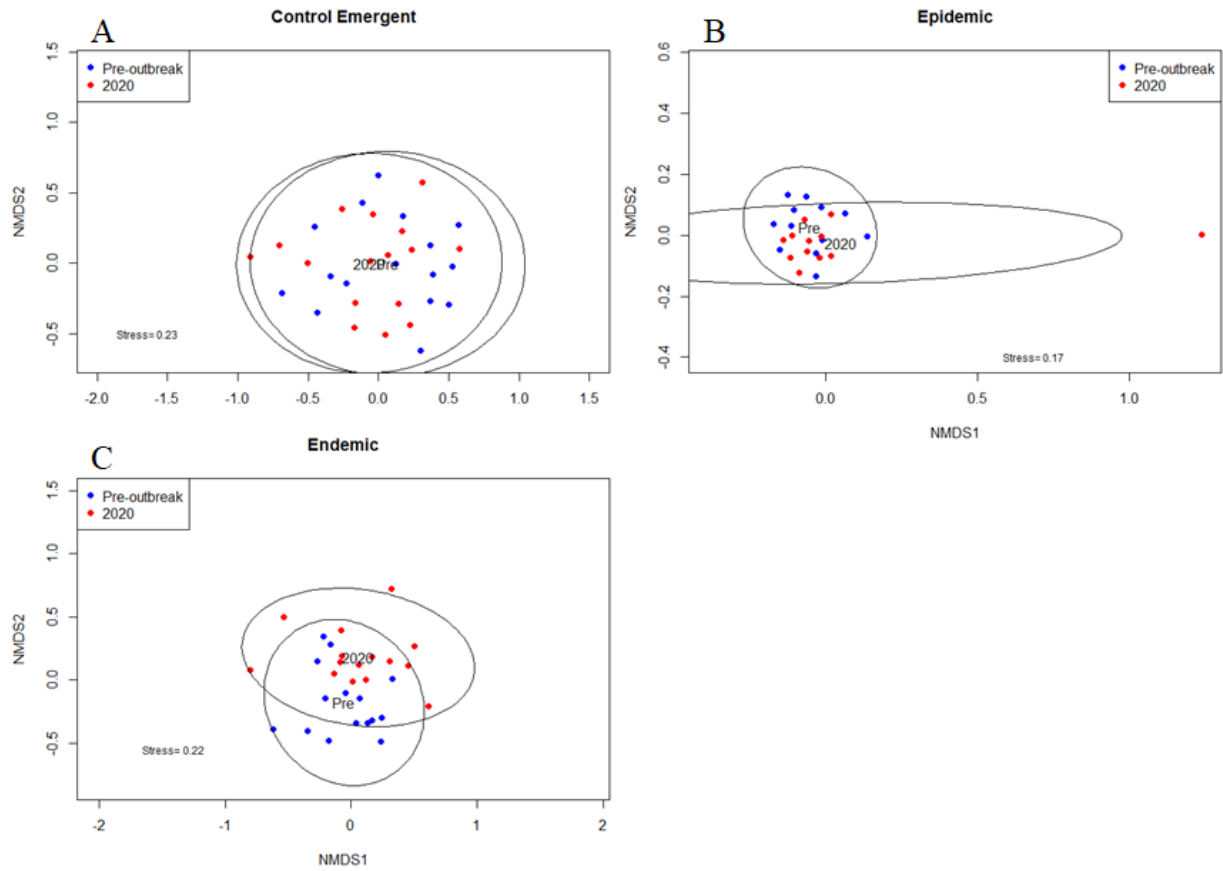 A
Control Emergent
Pre-outbreak
2020
1.5
1.0
0.5
0.0
-0.5
NMDS2
2020
Pre
Stress= 0.23
-2.0 -1.5 -1.0 -0.5 0.0 0.5 1.0 1.5
B
Epidemic
Pre-outbreak
2020
0.6
0.4
0.2
0.0
-0.2
-0.4
NMDS2
Pre
2020
Stress= 0.17
0.0 0.5 1.0
NMDS1
C
Endemic
Pre-outbreak
2020
1.5
1.0
0.5
0.0
-0.5
NMDS2
2020
Pre
Stress= 0.22
-2 -1 0 1 2
NMDS1